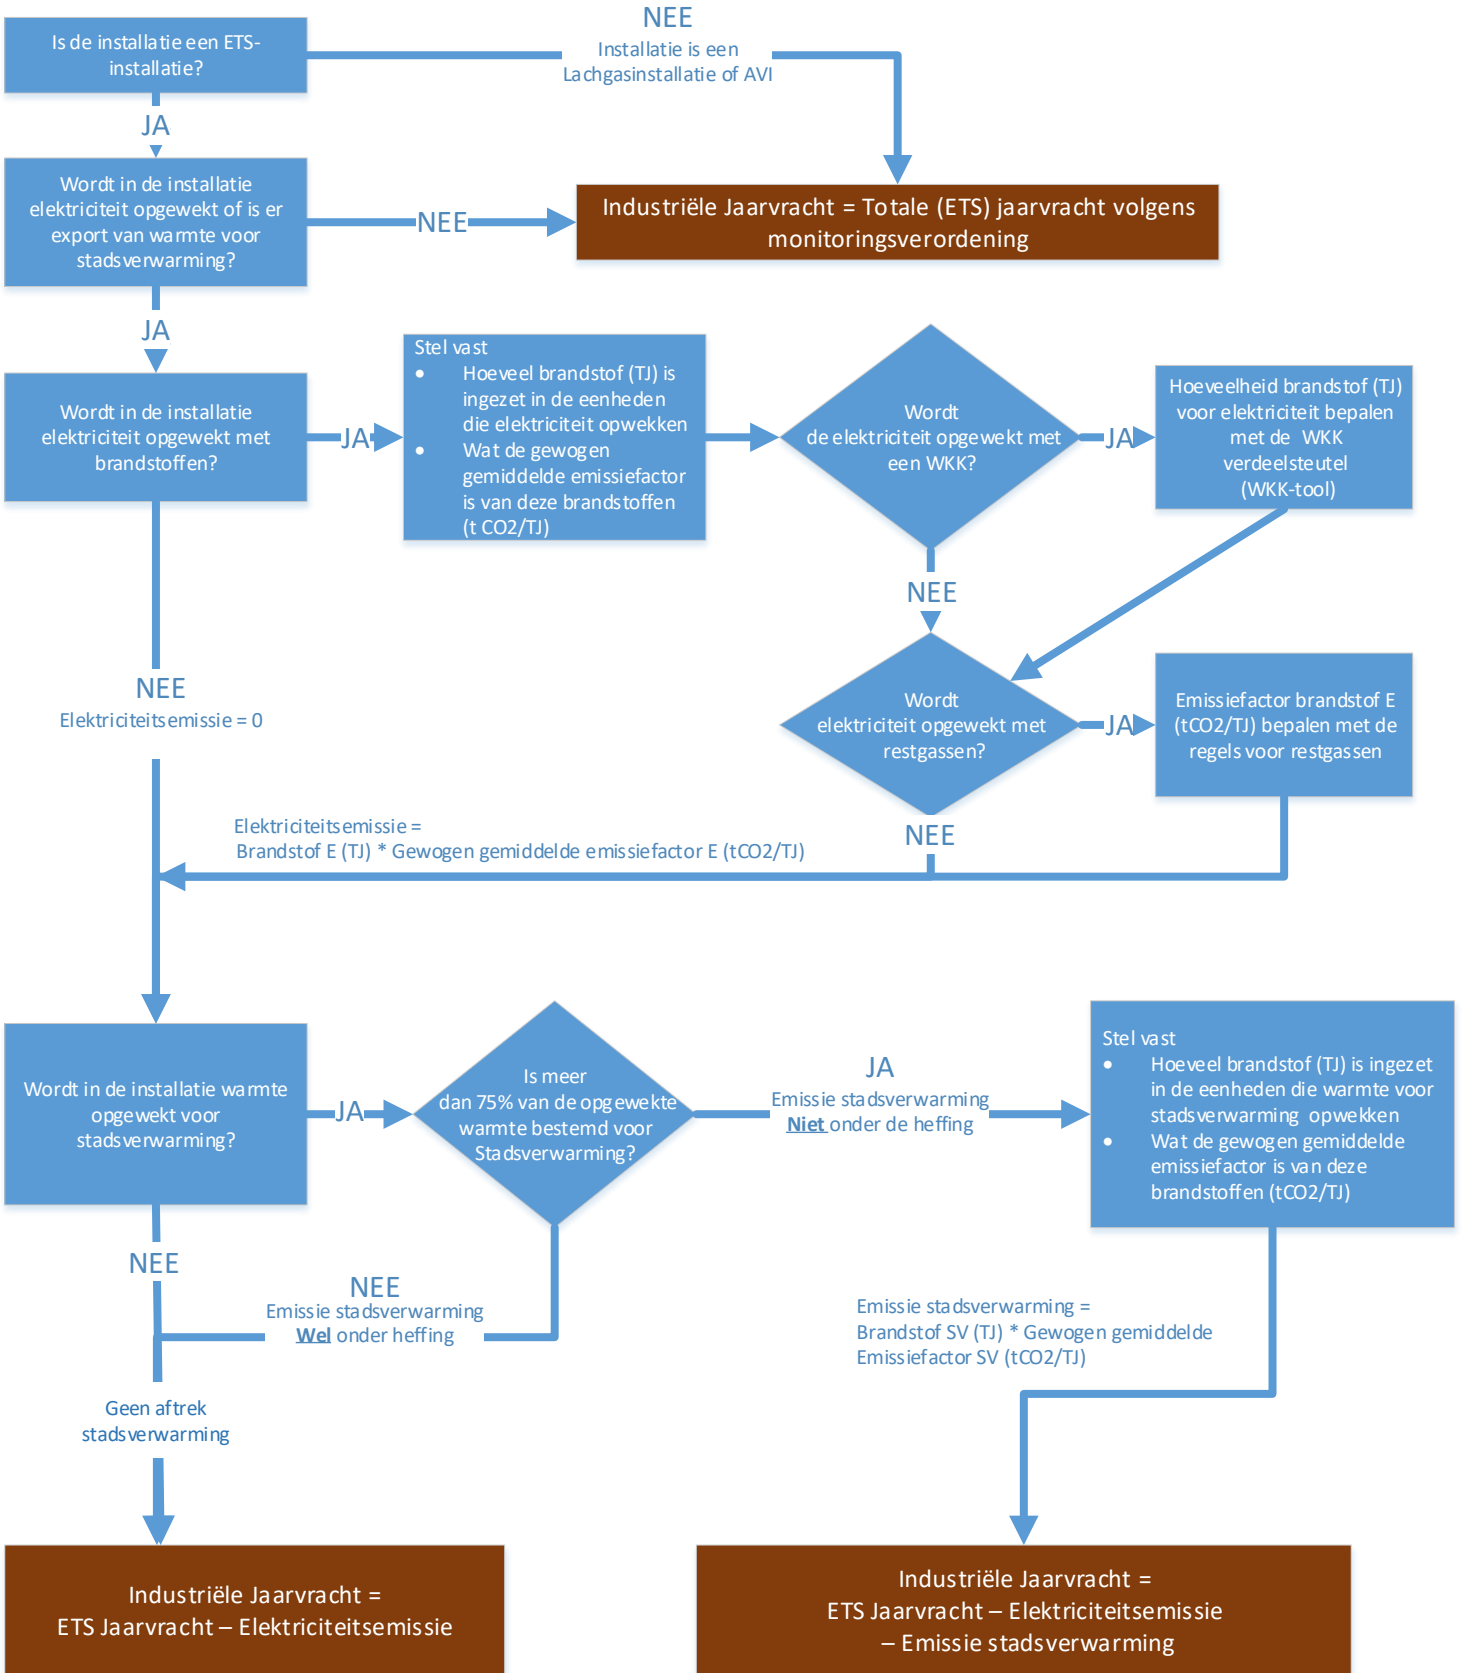 Is de installatie een ETS-
installatie?
NEE
Installatie is een
Lachgasinstallatie of AVI
JA
Wordt in de installatie
elektriciteit opgewekt of is er
export van warmte voor
stadsverwarming?
NEE
Industriële Jaarvracht = Totale (ETS) jaarvracht volgens
monitoringsverordening
JA
Wordt in de installatie
elektriciteit opgewekt met
brandstoffen?
JA
Stel vast
• Hoeveel brandstof (TJ) is
ingezet in de eenheden
die elektriciteit opwekken
• Wat de gewogen
gemiddelde emissiefactor
is van deze brandstoffen
(t CO2/TJ)
Wordt
de elektriciteit opgewekt met
een WKK?
JA
Hoeveelheid brandstof (TJ)
voor elektriciteit bepalen
met de WKK
verdeelsteutel
(WKK-tool)
NEE
Wordt
elektriciteit opgewekt met
restgassen?
JA
Emissiefactor brandstof E
(tCO2/TJ) bepalen met de
regels voor restgassen
NEE
Elektriciteitsemissie = 0
NEE
Elektriciteitsemissie =
Brandstof E (TJ) * Gewogen gemiddelde emissiefactor E (tCO2/TJ)
Wordt in de installatie warmte
opgewekt voor
stadsverwarming?
JA
Is meer
dan 75% van de opgewekte
warmte bestemd voor
Stadsverwarming?
JA
Emissie stadsverwarming
Niet onder de heffing
Stel vast
• Hoeveel brandstof (TJ) is ingezet
in de eenheden die warmte voor
stadsverwarming opwekken
• Wat de gewogen gemiddelde
emissiefactor is van deze
brandstoffen (tCO2/TJ)
NEE
NEE
Emissie stadsverwarming
Wel onder heffing
Emissie stadsverwarming =
Brandstof SV (TJ) * Gewogen gemiddelde
Emissiefactor SV (tCO2/TJ)
Geen aftrek
stadsverwarming
Industriële Jaarvracht =
ETS Jaarvracht – Elektriciteitsemissie
Industriële Jaarvracht =
ETS Jaarvracht – Elektriciteitsemissie
– Emissie stadsverwarming